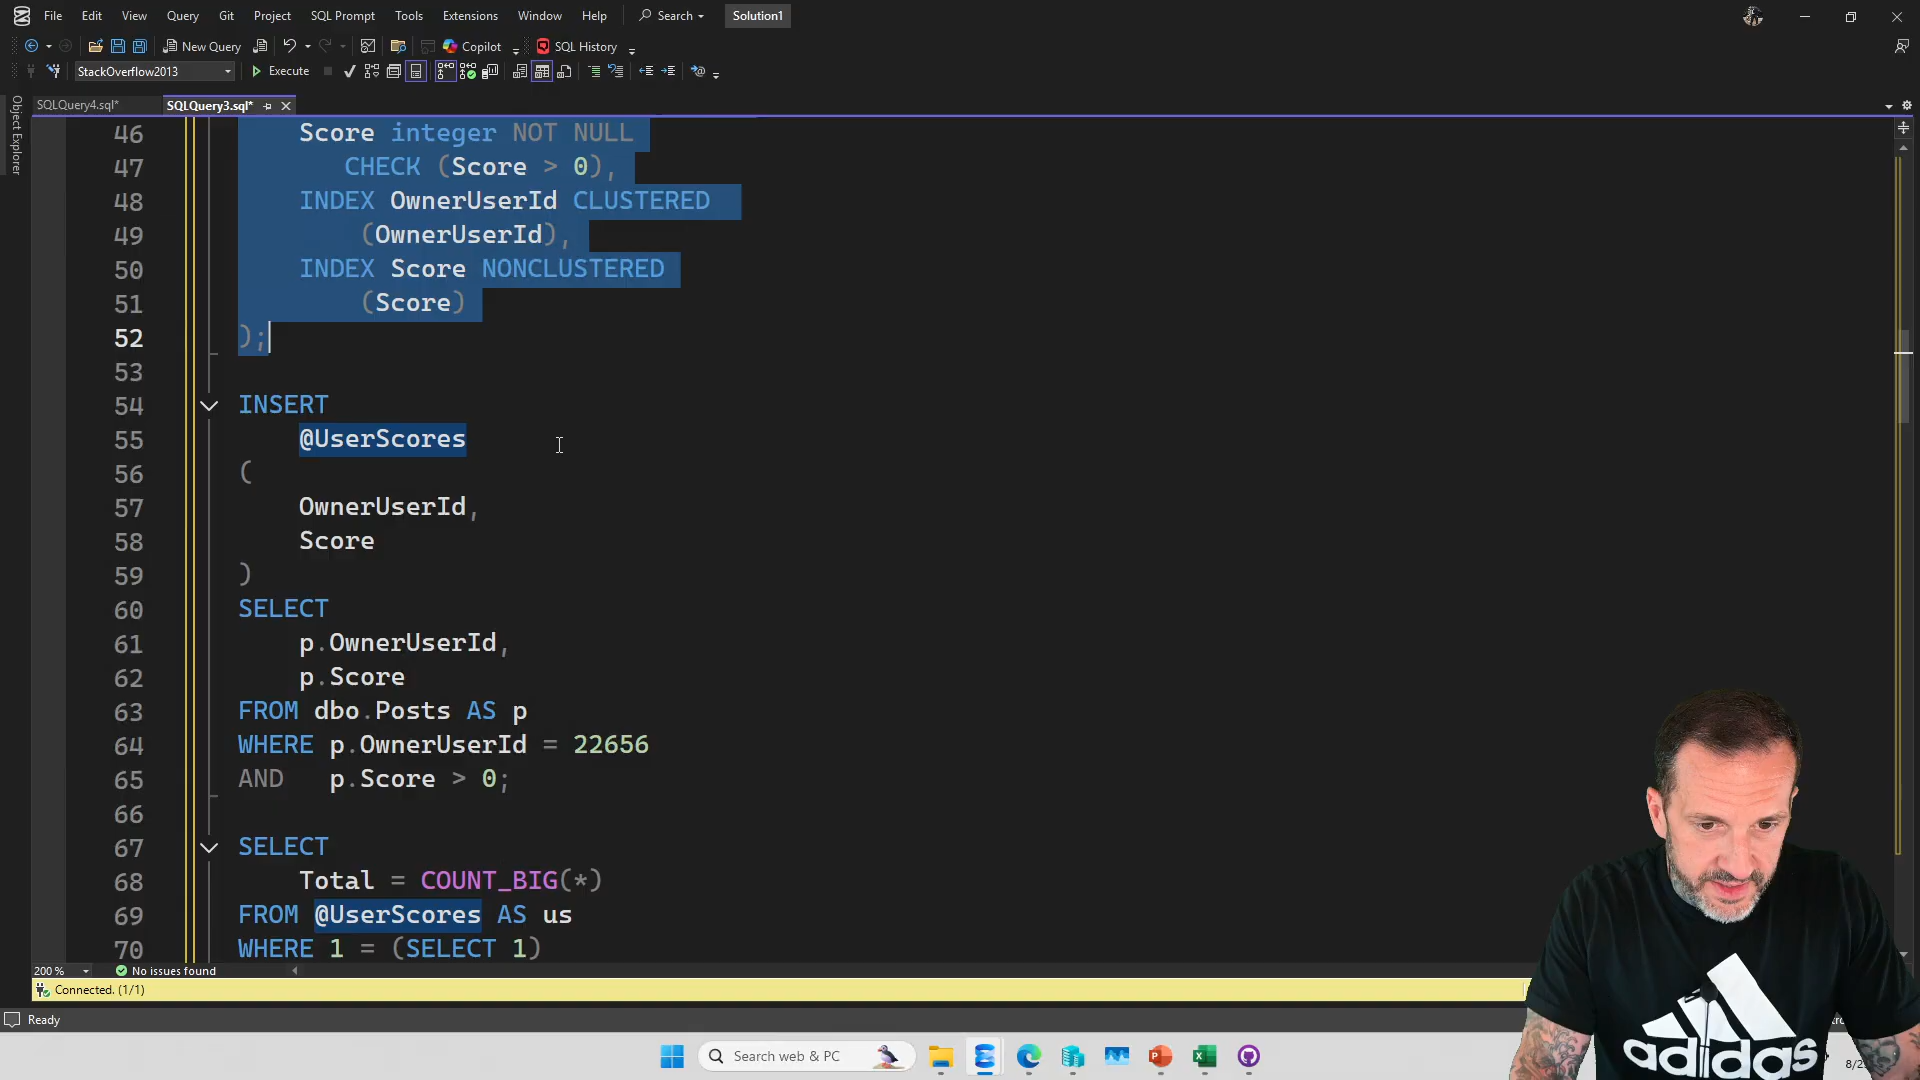 File Edit View Query Git Project SQL Prompt Tools Extensions Window Help Search Solution1
New Query Copilot SQL History
StackOverflow2013 Execute
Object Explorer
SQLQuery4.sql* SQLQuery3.sql*
46 Score integer NOT NULL
47 CHECK (Score > 0),
48 INDEX OwnerUserId CLUSTERED
49 (OwnerUserId),
50 INDEX Score NONCLUSTERED
51 (Score)
52 );
53
54 INSERT
55 @UserScores
56 (
57 OwnerUserId,
58 Score
59 )
60 SELECT
61 p.OwnerUserId,
62 p.Score
63 FROM dbo.Posts AS p
64 WHERE p.OwnerUserId = 22656
65 AND p.Score > 0;
66
67 SELECT
68 Total = COUNT_BIG(*)
69 FROM @UserScores AS us
70 WHERE 1 = (SELECT 1)
200 % No issues found
Connected. (1/1)
Ready
Search web & PC
adidas